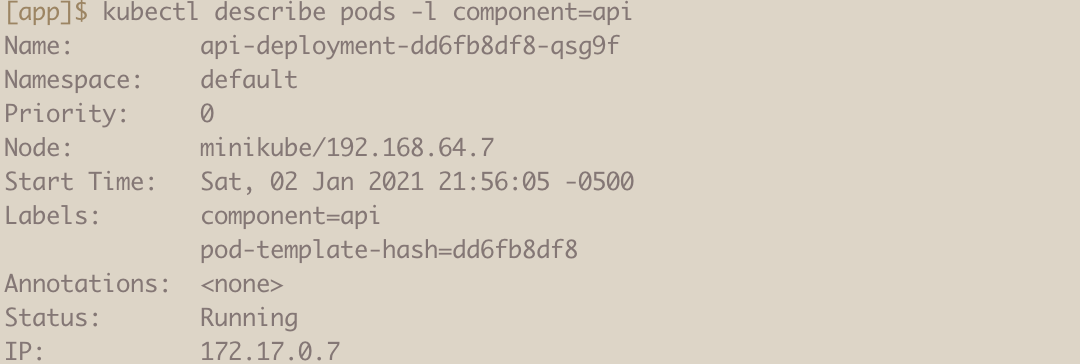 [app]$ kubectl describe pods -l component=api
Name:         api-deployment-dd6fb8df8-qsg9f
Namespace:    default
Priority:     0
Node:         minikube/192.168.64.7
Start Time:   Sat, 02 Jan 2021 21:56:05 -0500
Labels:       component=api
              pod-template-hash=dd6fb8df8
Annotations:  <none>
Status:       Running
IP:           172.17.0.7